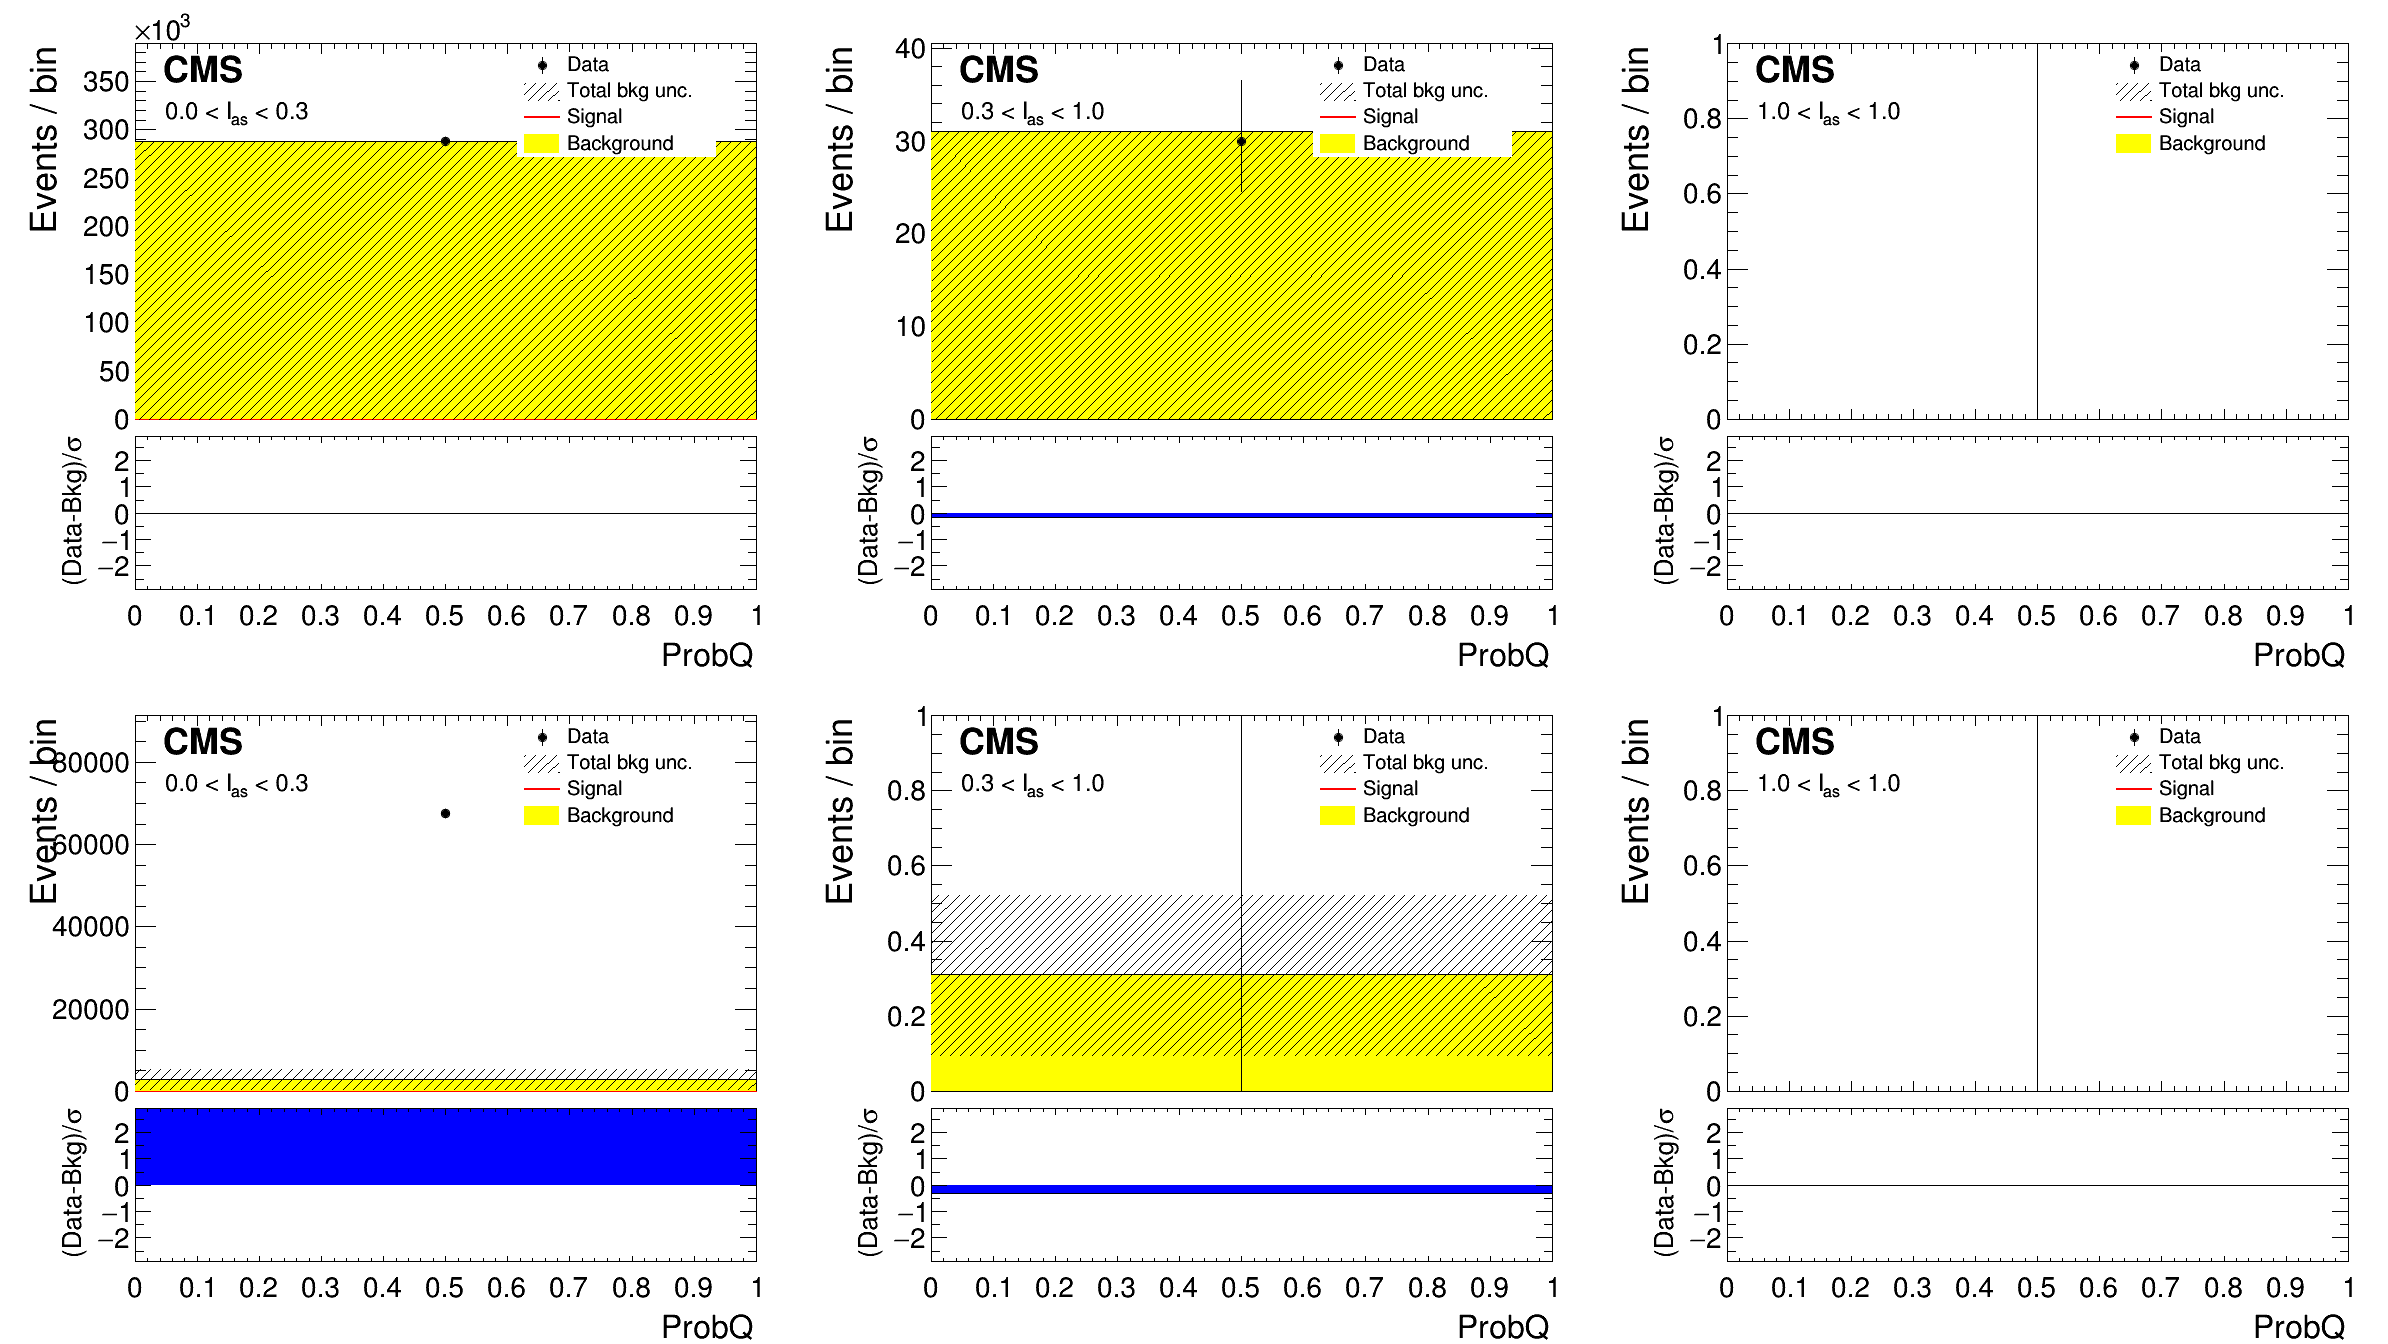 ×10³
Events / bin
350
300
250
200
150
100
50
0
CMS
0.0 < Ias < 0.3
Data
Total bkg unc.
Signal
Background
(Data-Bkg)/σ
2
1
0
−1
−2
0 0.1 0.2 0.3 0.4 0.5 0.6 0.7 0.8 0.9 1
ProbQ
Events / bin
40
30
20
10
0
CMS
0.3 < Ias < 1.0
Data
Total bkg unc.
Signal
Background
(Data-Bkg)/σ
2
1
0
−1
−2
0 0.1 0.2 0.3 0.4 0.5 0.6 0.7 0.8 0.9 1
ProbQ
Events / bin
1
0.8
0.6
0.4
0.2
0
CMS
1.0 < Ias < 1.0
Data
Total bkg unc.
Signal
Background
(Data-Bkg)/σ
2
1
0
−1
−2
0 0.1 0.2 0.3 0.4 0.5 0.6 0.7 0.8 0.9 1
ProbQ
Events / bin
80000
60000
40000
20000
0
CMS
0.0 < Ias < 0.3
Data
Total bkg unc.
Signal
Background
(Data-Bkg)/σ
2
1
0
−1
−2
0 0.1 0.2 0.3 0.4 0.5 0.6 0.7 0.8 0.9 1
ProbQ
Events / bin
1
0.8
0.6
0.4
0.2
0
CMS
0.3 < Ias < 1.0
Data
Total bkg unc.
Signal
Background
(Data-Bkg)/σ
2
1
0
−1
−2
0 0.1 0.2 0.3 0.4 0.5 0.6 0.7 0.8 0.9 1
ProbQ
Events / bin
1
0.8
0.6
0.4
0.2
0
CMS
1.0 < Ias < 1.0
Data
Total bkg unc.
Signal
Background
(Data-Bkg)/σ
2
1
0
−1
−2
0 0.1 0.2 0.3 0.4 0.5 0.6 0.7 0.8 0.9 1
ProbQ